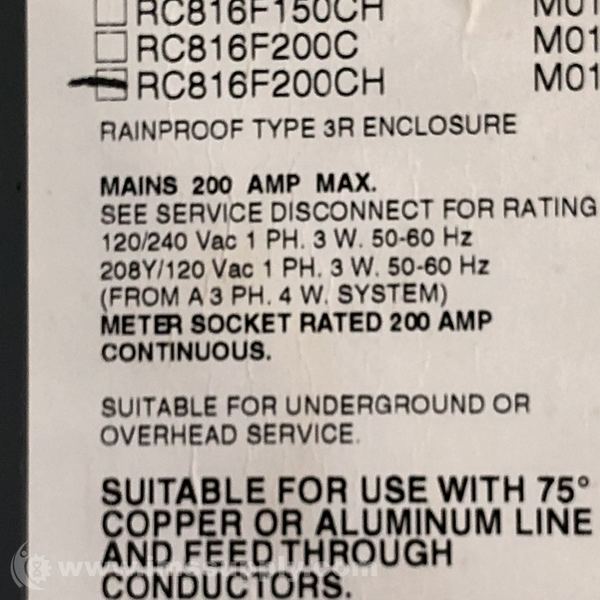 RC816F150CH M01
RC816F200C M01
RC816F200CH M01
RAINPROOF TYPE 3R ENCLOSURE
MAINS 200 AMP MAX.
SEE SERVICE DISCONNECT FOR RATING
120/240 Vac 1 PH. 3 W. 50-60 Hz
208Y/120 Vac 1 PH. 3 W. 50-60 Hz
(FROM A 3 PH. 4 W. SYSTEM)
METER SOCKET RATED 200 AMP
CONTINUOUS.
SUITABLE FOR UNDERGROUND OR
OVERHEAD SERVICE.
SUITABLE FOR USE WITH 75°
COPPER OR ALUMINUM LINE
AND FEED THROUGH
CONDUCTORS.